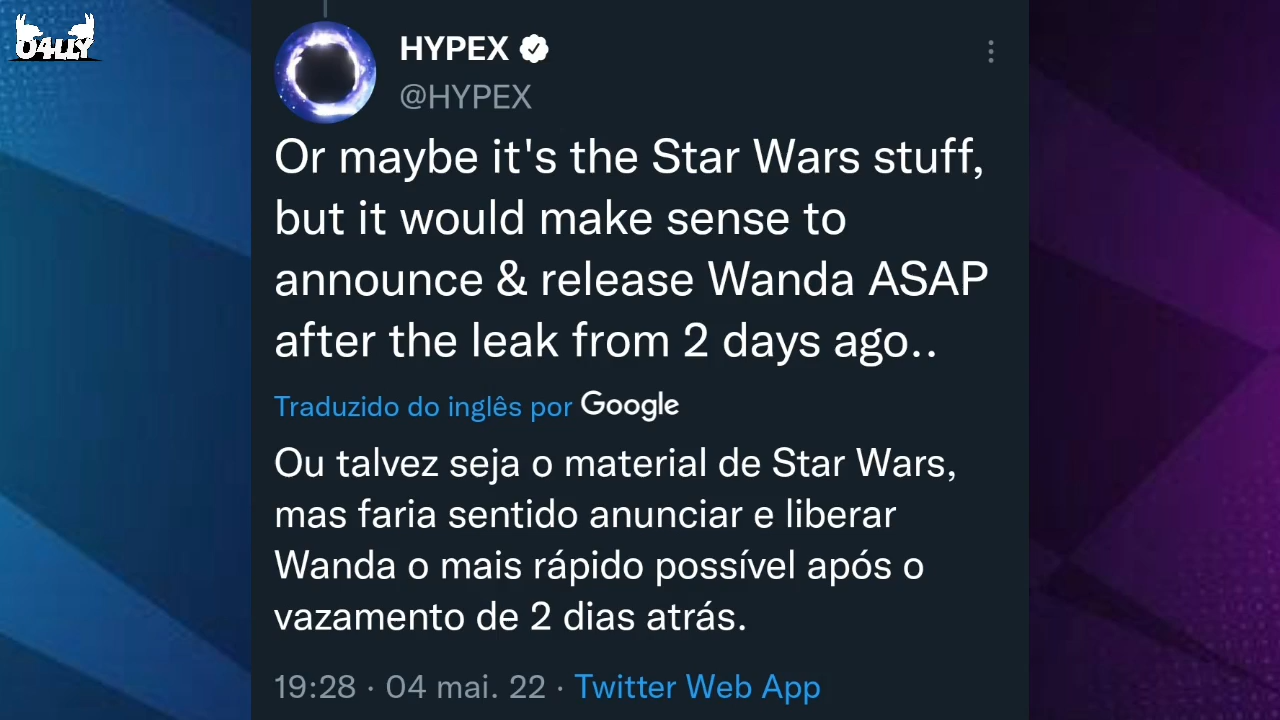 O4LLY
HYPEX
@HYPEX
Or maybe it's the Star Wars stuff,
but it would make sense to
announce & release Wanda ASAP
after the leak from 2 days ago..
Traduzido do inglês por Google
Ou talvez seja o material de Star Wars,
mas faria sentido anunciar e liberar
Wanda o mais rápido possível após o
vazamento de 2 dias atrás.
19:28 · 04 mai. 22 · Twitter Web App